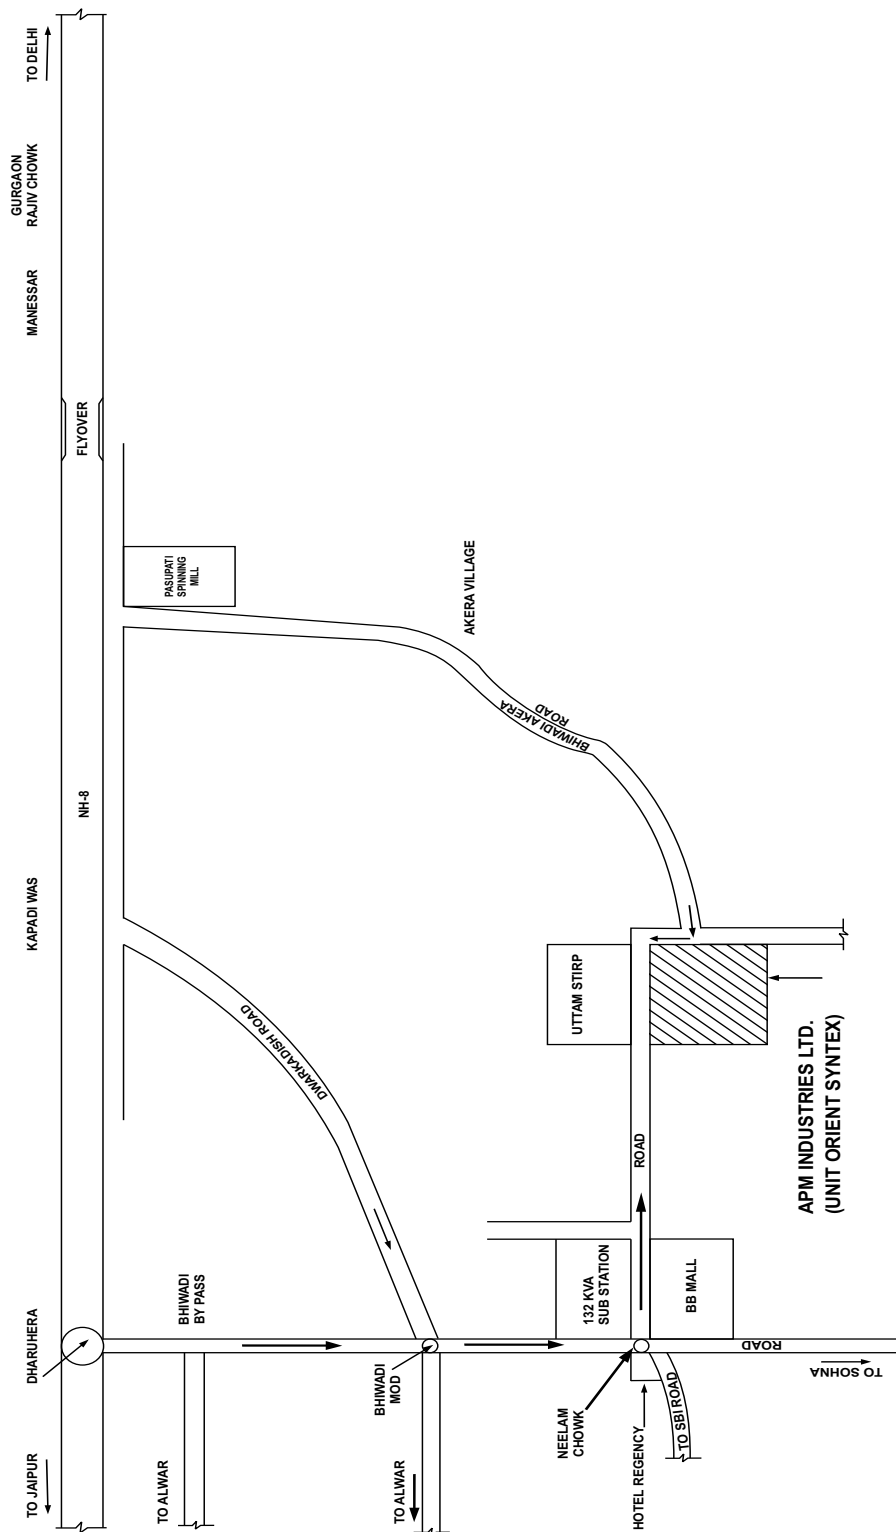 TO JAIPUR
DHARUHERA
KAPADI WAS
MANESSAR
GURGAON
RAJIV CHOWK
TO DELHI
NH-8
FLYOVER
PASUPATI
SPINNING
MILL
TO ALWAR
BHIWADI
BY PASS
DWARKADISH ROAD
AKERA VILLAGE
BHIWADI AKERA
ROAD
TO ALWAR
BHIWADI
MOD
NEELAM
CHOWK
132 KVA
SUB STATION
UTTAM STIRP
HOTEL REGENCY
ROAD
TO SBI ROAD
BB MALL
ROAD
TO SOHNA
APM INDUSTRIES LTD.
(UNIT ORIENT SYNTEX)